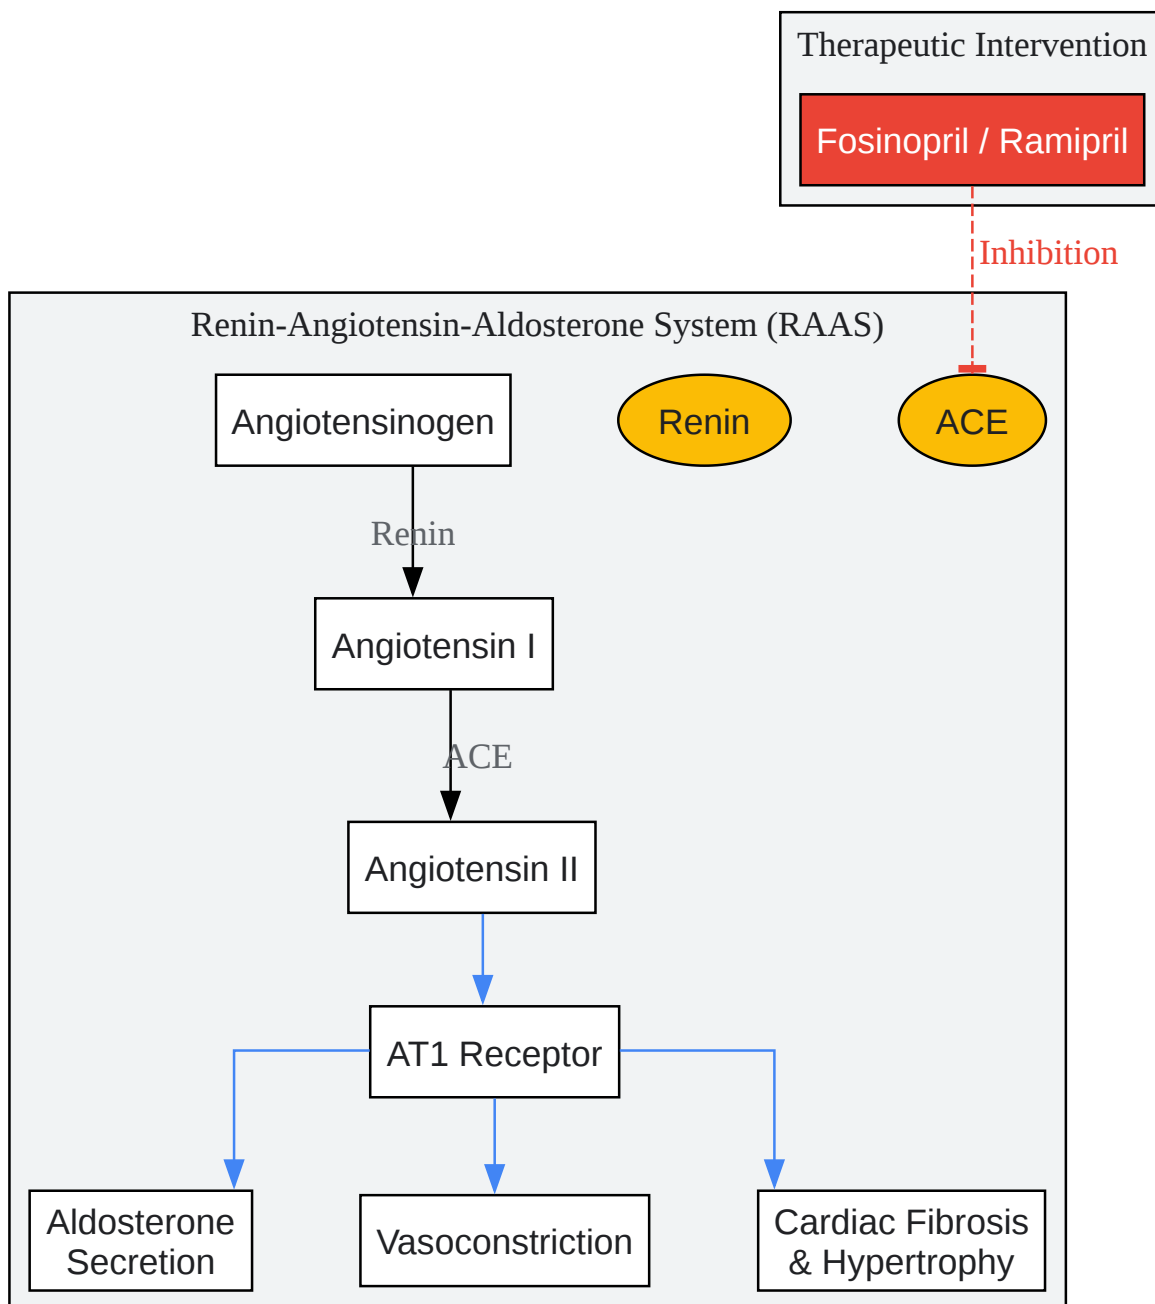 Therapeutic Intervention
Fosinopril / Ramipril
Inhibition
Renin-Angiotensin-Aldosterone System (RAAS)
Angiotensinogen
Renin
ACE
Renin
Angiotensin I
ACE
Angiotensin II
AT1 Receptor
Aldosterone
Secretion
Vasoconstriction
Cardiac Fibrosis
& Hypertrophy